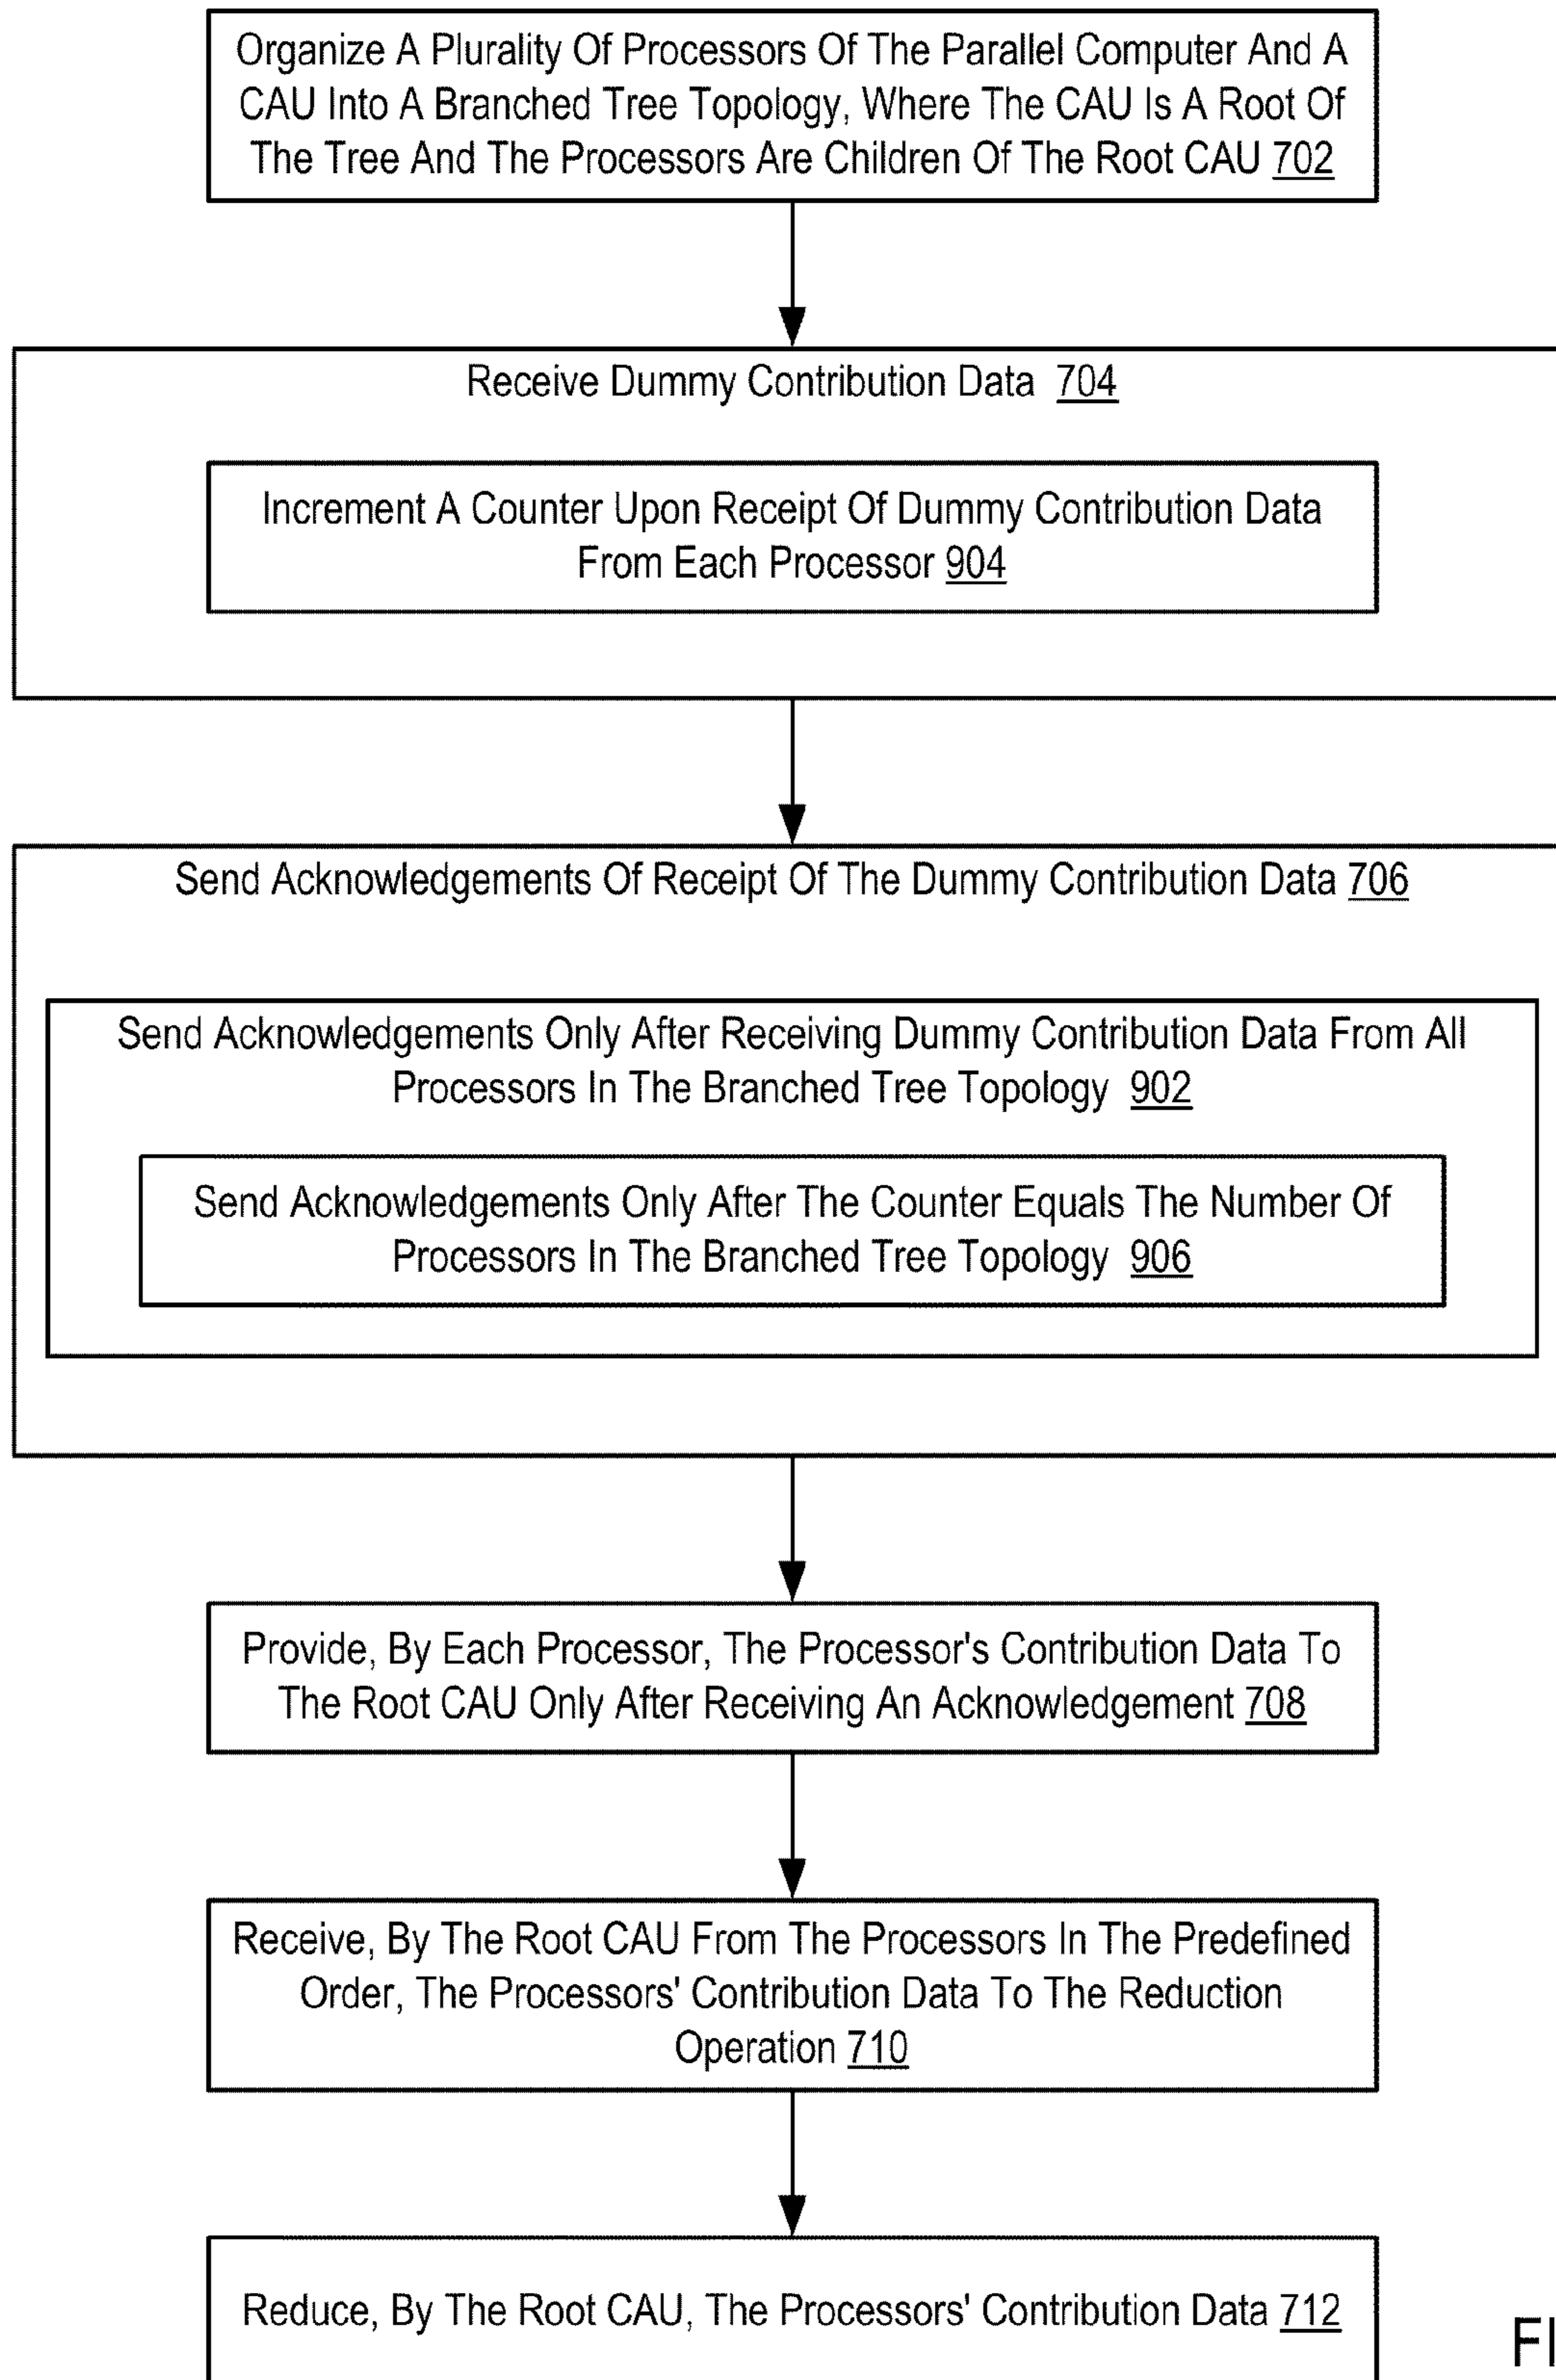 Organize A Plurality Of Processors Of The Parallel Computer And A
CAU Into A Branched Tree Topology, Where The CAU Is A Root Of
The Tree And The Processors Are Children Of The Root CAU 702
Receive Dummy Contribution Data 704
Increment A Counter Upon Receipt Of Dummy Contribution Data
From Each Processor 904
Send Acknowledgements Of Receipt Of The Dummy Contribution Data 706
Send Acknowledgements Only After Receiving Dummy Contribution Data From All
Processors In The Branched Tree Topology 902
Send Acknowledgements Only After The Counter Equals The Number Of
Processors In The Branched Tree Topology 906
Provide, By Each Processor, The Processor's Contribution Data To
The Root CAU Only After Receiving An Acknowledgement 708
Receive, By The Root CAU From The Processors In The Predefined
Order, The Processors' Contribution Data To The Reduction
Operation 710
Reduce, By The Root CAU, The Processors' Contribution Data 712